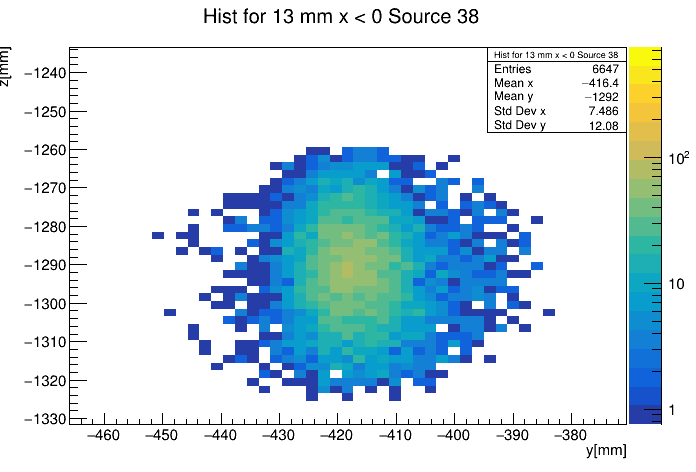 Hist for 13 mm x < 0 Source 38
z[mm]
Hist for 13 mm x < 0 Source 38
Entries 6647
Mean x −416.4
Mean y −1292
Std Dev x 7.486
Std Dev y 12.08
−1240
−1250
−1260
−1270
−1280
−1290
−1300
−1310
−1320
−1330
10²
10
1
−460 −450 −440 −430 −420 −410 −400 −390 −380
y[mm]